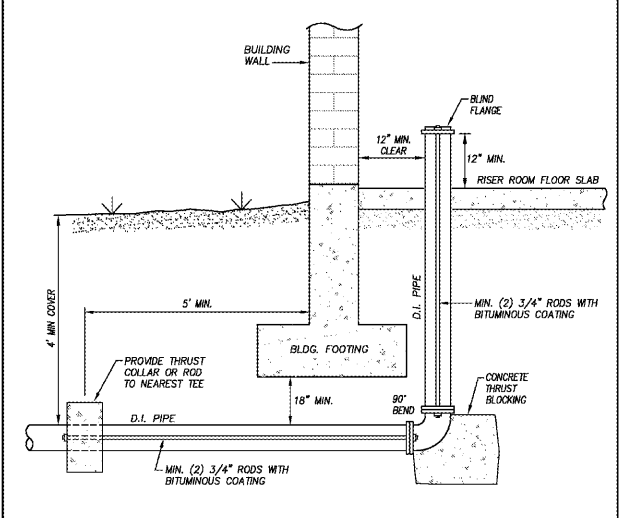 BUILDING
WALL
BLIND
FLANGE
12" MIN.
CLEAR
12" MIN.
RISER ROOM FLOOR SLAB
4' MIN COVER
5' MIN.
D.I. PIPE
MIN. (2) 3/4" RODS WITH
BITUMINOUS COATING
BLDG. FOOTING
PROVIDE THRUST
COLLAR OR ROD
TO NEAREST TEE
18" MIN.
90°
BEND
CONCRETE
THRUST
BLOCKING
D.I. PIPE
MIN. (2) 3/4" RODS WITH
BITUMINOUS COATING